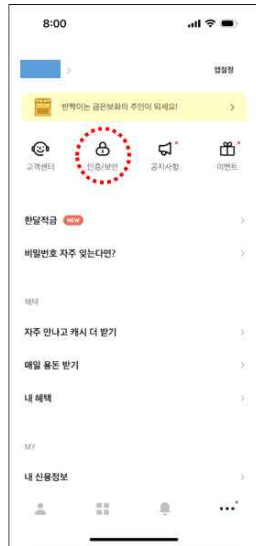 8:00
앱설정
반짝이는 금은보화의 주인이 되세요!
고객센터 인증/보안 공지사항 이벤트
한달적금 NEW
비밀번호 자주 잊는다면?
혜택
자주 만나고 캐시 더 받기
매일 용돈 받기
내 혜택
MY
내 신용정보